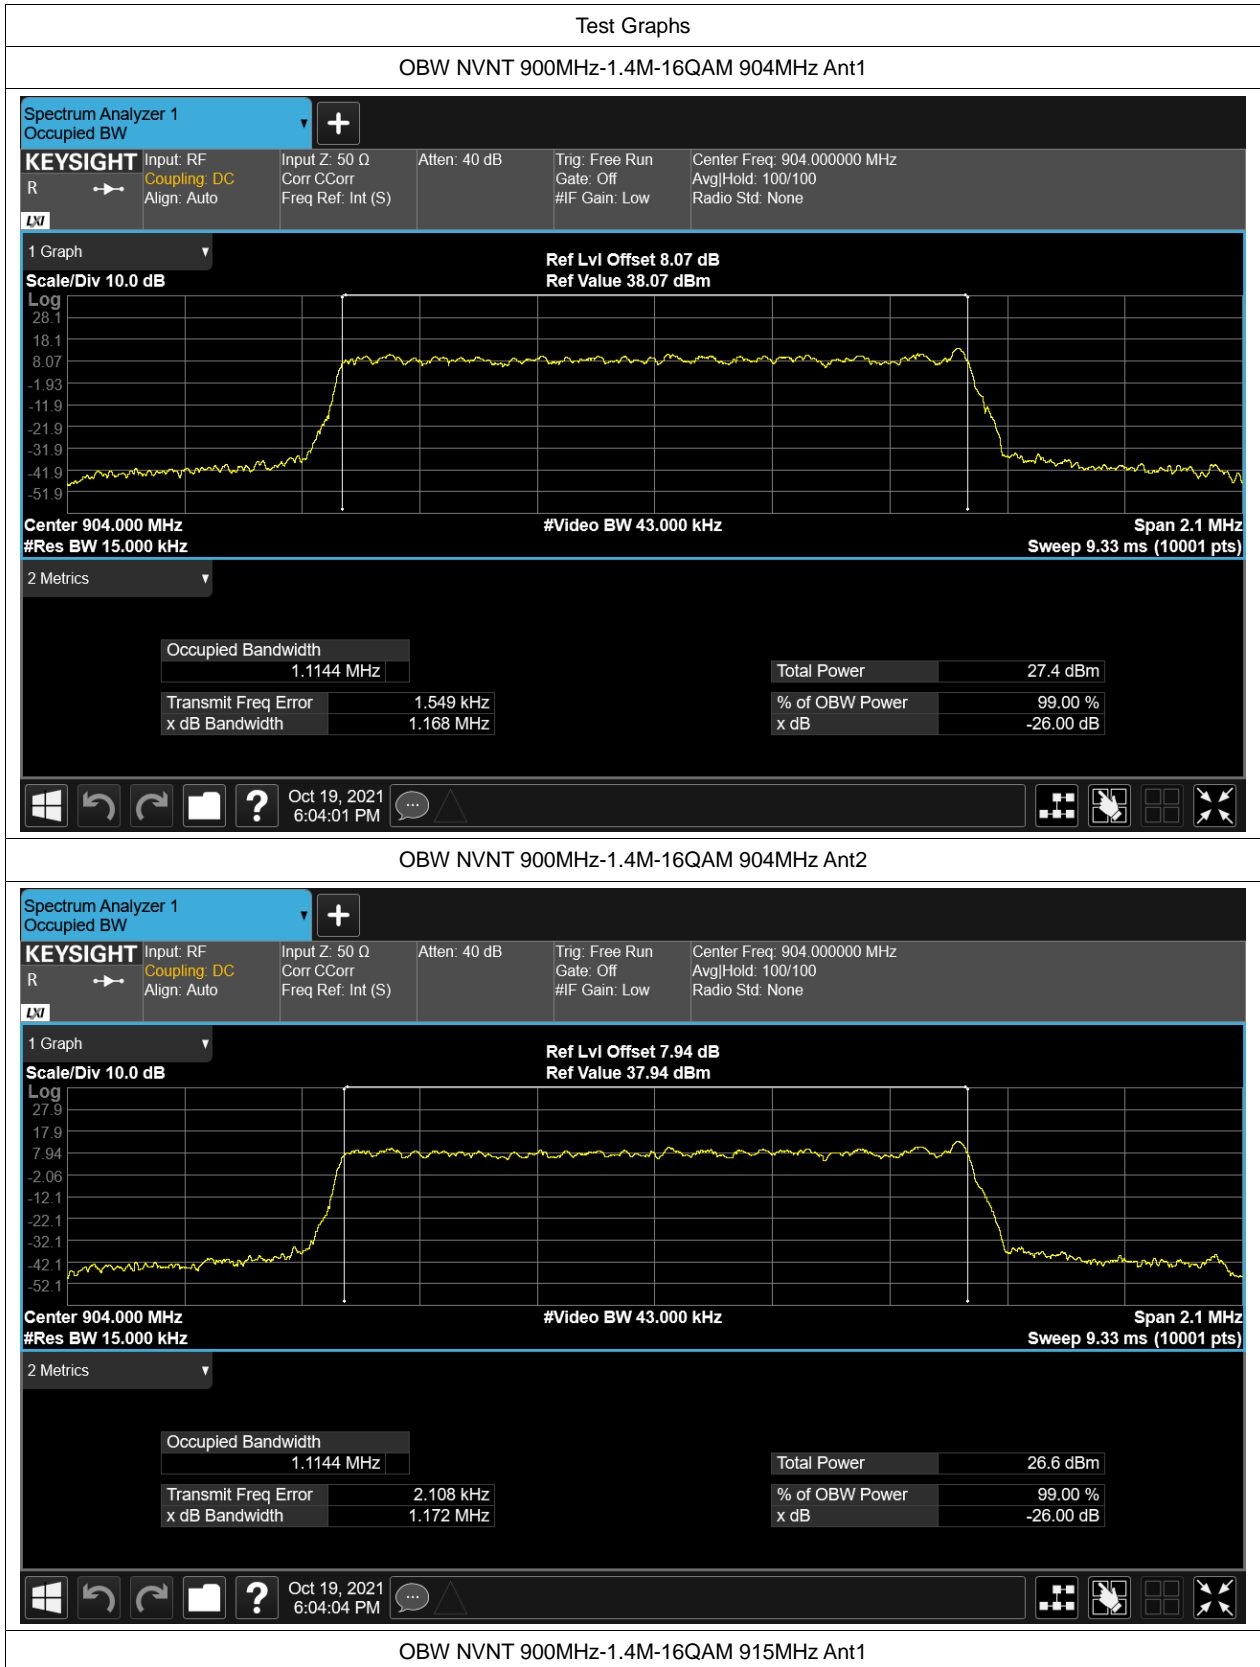 Test Graphs
OBW NVNT 900MHz-1.4M-16QAM 904MHz Ant1
Spectrum Analyzer 1
Occupied BW
KEYSIGHT Input: RF Input Z: 50 Ω Atten: 40 dB Trig: Free Run Center Freq: 904.000000 MHz
R Coupling: DC Corr CCorr Gate: Off Avg|Hold: 100/100
Align: Auto Freq Ref: Int (S) #IF Gain: Low Radio Std: None
LXI
1 Graph
Ref Lvl Offset 8.07 dB
Scale/Div 10.0 dB Ref Value 38.07 dBm
Log
28.1
18.1
8.07
-1.93
-11.9
-21.9
-31.9
-41.9
-51.9
Center 904.000 MHz #Video BW 43.000 kHz Span 2.1 MHz
#Res BW 15.000 kHz Sweep 9.33 ms (10001 pts)
2 Metrics
Occupied Bandwidth
1.1144 MHz Total Power 27.4 dBm
Transmit Freq Error 1.549 kHz % of OBW Power 99.00 %
x dB Bandwidth 1.168 MHz x dB -26.00 dB
? Oct 19, 2021
6:04:01 PM
OBW NVNT 900MHz-1.4M-16QAM 904MHz Ant2
Spectrum Analyzer 1
Occupied BW
KEYSIGHT Input: RF Input Z: 50 Ω Atten: 40 dB Trig: Free Run Center Freq: 904.000000 MHz
R Coupling: DC Corr CCorr Gate: Off Avg|Hold: 100/100
Align: Auto Freq Ref: Int (S) #IF Gain: Low Radio Std: None
LXI
1 Graph
Ref Lvl Offset 7.94 dB
Scale/Div 10.0 dB Ref Value 37.94 dBm
Log
27.9
17.9
7.94
-2.06
-12.1
-22.1
-32.1
-42.1
-52.1
Center 904.000 MHz #Video BW 43.000 kHz Span 2.1 MHz
#Res BW 15.000 kHz Sweep 9.33 ms (10001 pts)
2 Metrics
Occupied Bandwidth
1.1144 MHz Total Power 26.6 dBm
Transmit Freq Error 2.108 kHz % of OBW Power 99.00 %
x dB Bandwidth 1.172 MHz x dB -26.00 dB
? Oct 19, 2021
6:04:04 PM
OBW NVNT 900MHz-1.4M-16QAM 915MHz Ant1